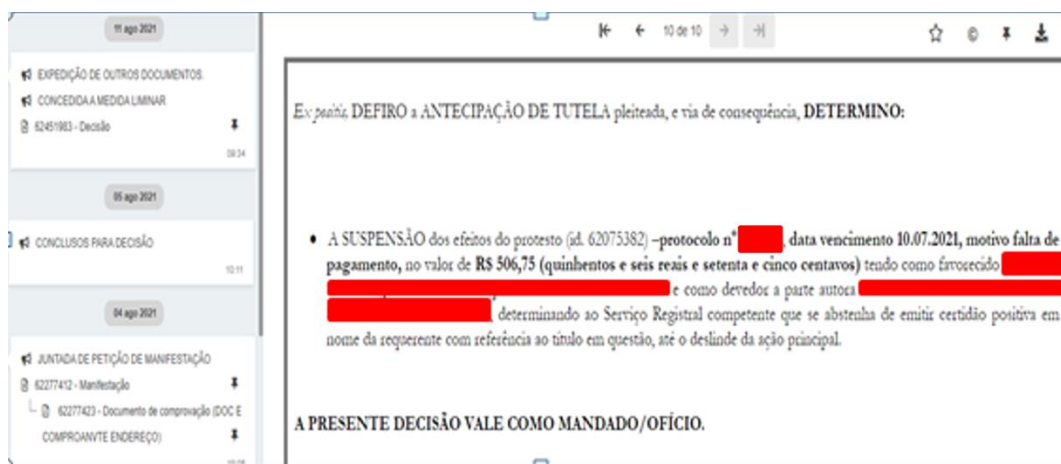 11 ago 2021
EXPEDIÇÃO DE OUTROS DOCUMENTOS.
CONCEDIDA A MEDIDA LIMINAR
62451983 - Decisão
09:34
05 ago 2021
CONCLUSOS PARA DECISÃO
10:11
04 ago 2021
JUNTADA DE PETIÇÃO DE MANIFESTAÇÃO
62277412 - Manifestação
62277423 - Documento de comprovação (DOC E
COMPROANVTE ENDEREÇO)
10 de 10
Ex positis, DEFIRO a ANTECIPAÇÃO DE TUTELA pleiteada, e via de consequência, DETERMINO:
• A SUSPENSÃO dos efeitos do protesto (id. 62075382) –protocolo nº , data vencimento 10.07.2021, motivo falta de
pagamento, no valor de R$ 506,75 (quinhentos e seis reais e setenta e cinco centavos) tendo como favorecido
e como devedor a parte autora
, determinando ao Serviço Registral competente que se abstenha de emitir certidão positiva em
nome da requerente com referência ao título em questão, até o deslinde da ação principal.
A PRESENTE DECISÃO VALE COMO MANDADO/OFÍCIO.